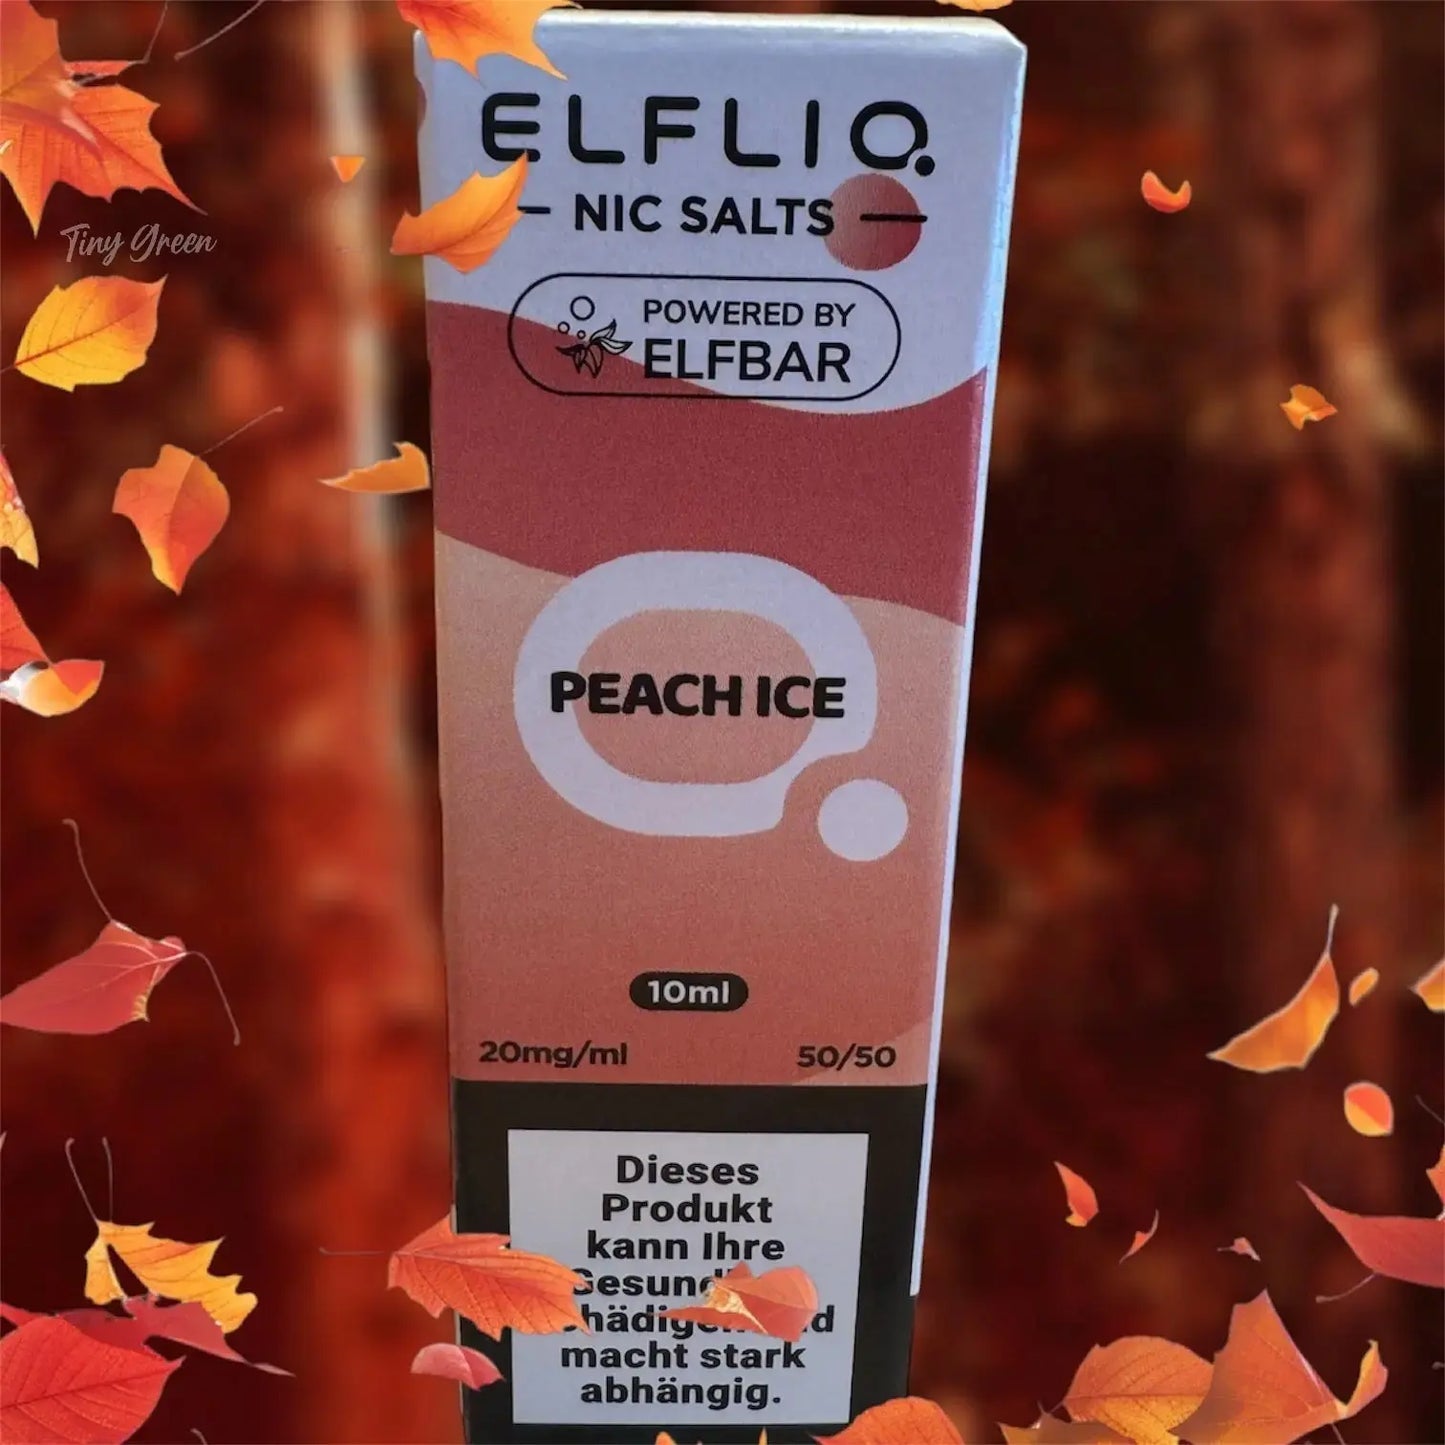 ELFLIQ
NIC SALTS
Tiny Green
POWERED BY
ELFBAR
PEACH ICE
10ml
20mg/ml 50/50
Dieses
Produkt
kann Ihre
macht stark
abhängig.